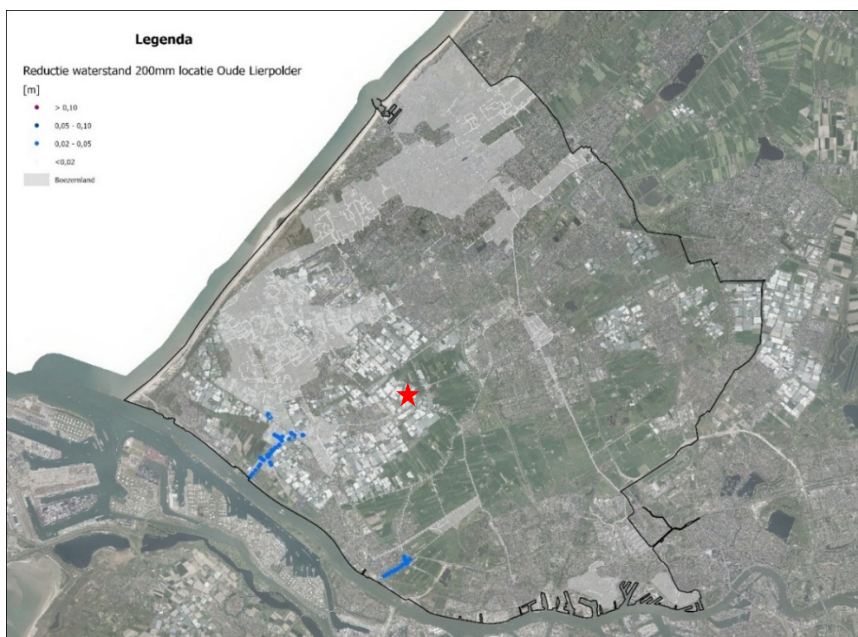 Legenda
Reductie waterstand 200mm locatie Oude Lierpolder
[m]
> 0,10
0,05 - 0,10
0,02 - 0,05
<0,02
Boezemland